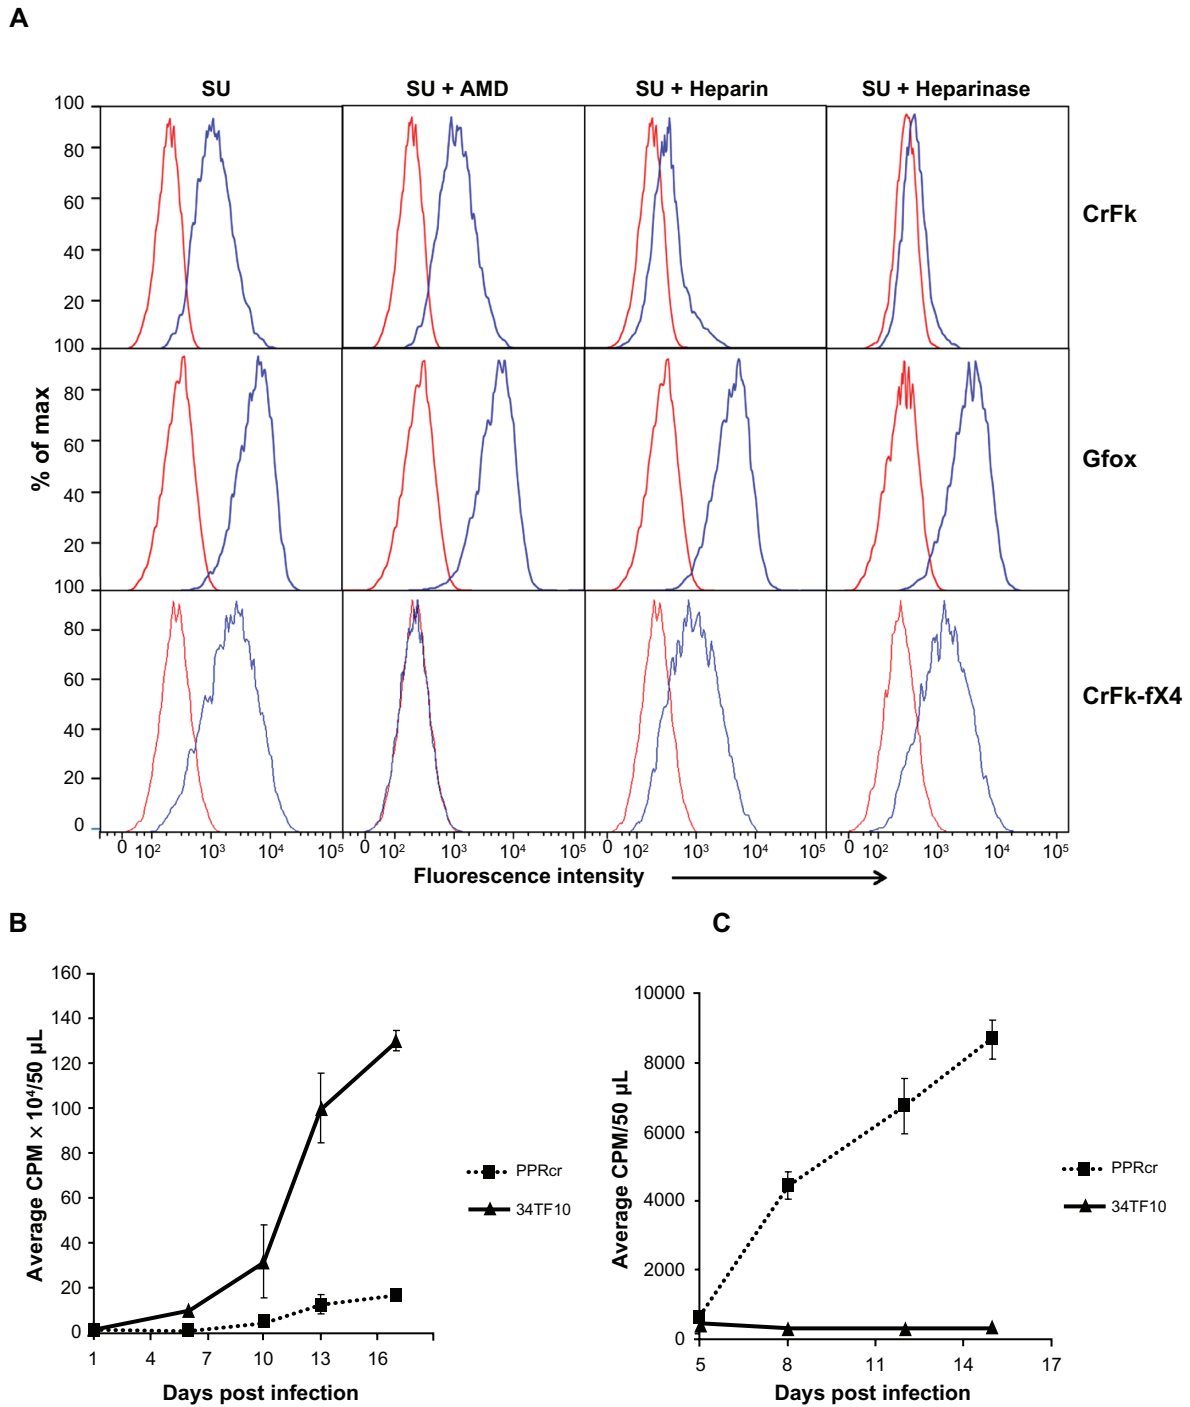 A
SU
SU + AMD
SU + Heparin
SU + Heparinase
100
80
60
40
20
100
80
60
40
20
100
80
60
40
20
0
% of max
CrFk
Gfox
CrFk-fX4
0 10² 10³ 10⁴ 10⁵
0 10² 10³ 10⁴ 10⁵
0 10² 10³ 10⁴ 10⁵
0 10² 10³ 10⁴ 10⁵
Fluorescence intensity
B
160
140
120
100
80
60
40
20
0
Average CPM × 10⁴/50 µL
1 4 7 10 13 16
Days post infection
PPRcr
34TF10
C
10000
8000
6000
4000
2000
0
Average CPM/50 µL
5 8 11 14 17
Days post infection
PPRcr
34TF10